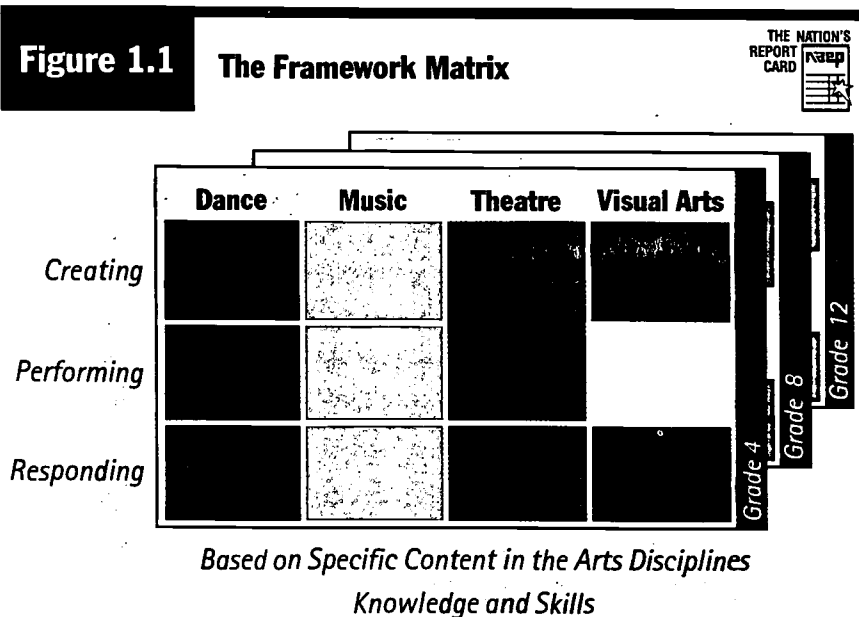 Figure 1.1
The Framework Matrix
THE NATION'S
REPORT
CARD
naep
Dance
Music
Theatre
Visual Arts
Creating
Performing
Responding
Grade 4
Grade 8
Grade 12
Based on Specific Content in the Arts Disciplines
Knowledge and Skills